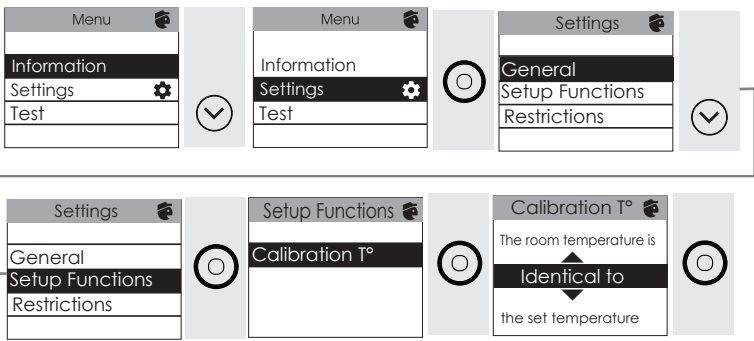 Menu
Information
Settings
Test
Menu
Information
Settings
Test
Settings
General
Setup Functions
Restrictions
Settings
General
Setup Functions
Restrictions
Setup Functions
Calibration T°
Calibration T°
The room temperature is
Identical to
the set temperature